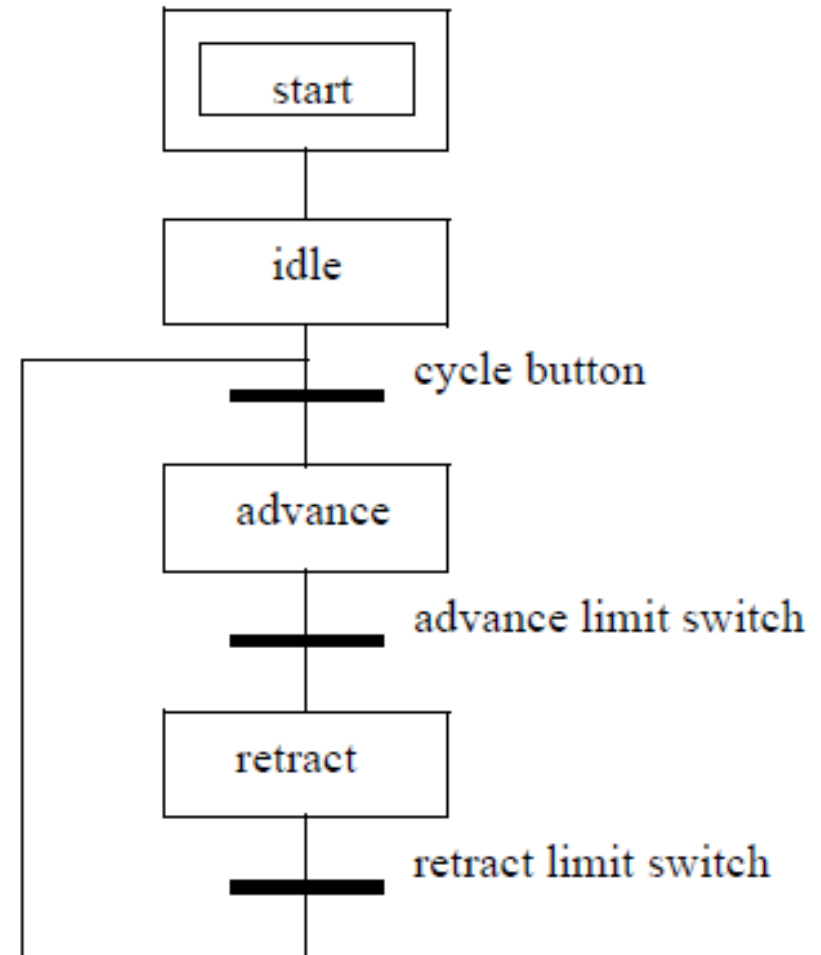 start
idle
cycle button
advance
advance limit switch
retract
retract limit switch